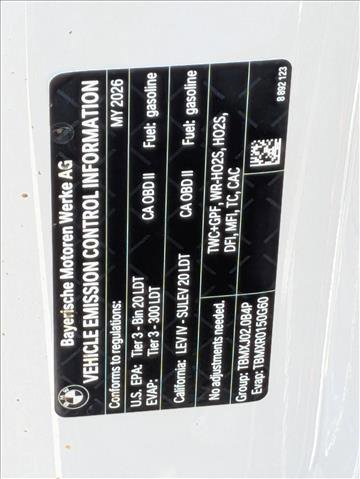 Bayerische Motoren Werke AG
VEHICLE EMISSION CONTROL INFORMATION
Conforms to regulations: MY 2026
U.S. EPA: Tier 3 - Bin 20 LDT CA OBD II Fuel: gasoline
EVAP: Tier 3 - 300 LDT
California: LEV IV - SULEV 20 LDT CA OBD II Fuel: gasoline
No adjustments needed. TWC+GPF, WR-HO2S, HO2S,
DFI, MFI, TC, CAC
Group: TBMXJ02.0B4P
Evap: TBMXR0150G60
8 892 123
BMW